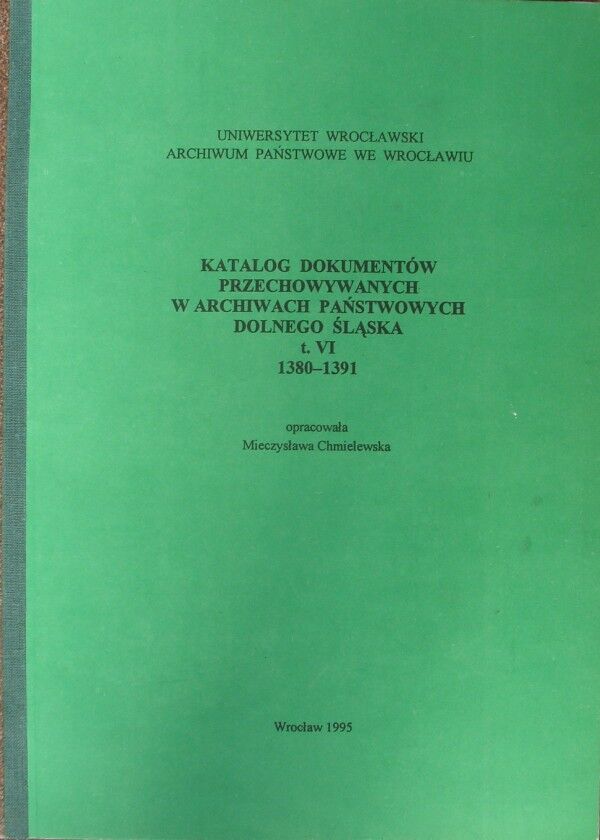 UNIWERSYTET WROCŁAWSKI
ARCHIWUM PAŃSTWOWE WE WROCŁAWIU
KATALOG DOKUMENTÓW
PRZECHOWYWANYCH
W ARCHIWACH PAŃSTWOWYCH
DOLNEGO ŚLĄSKA
t. VI
1380–1391
opracowała
Mieczysława Chmielewska
Wrocław 1995